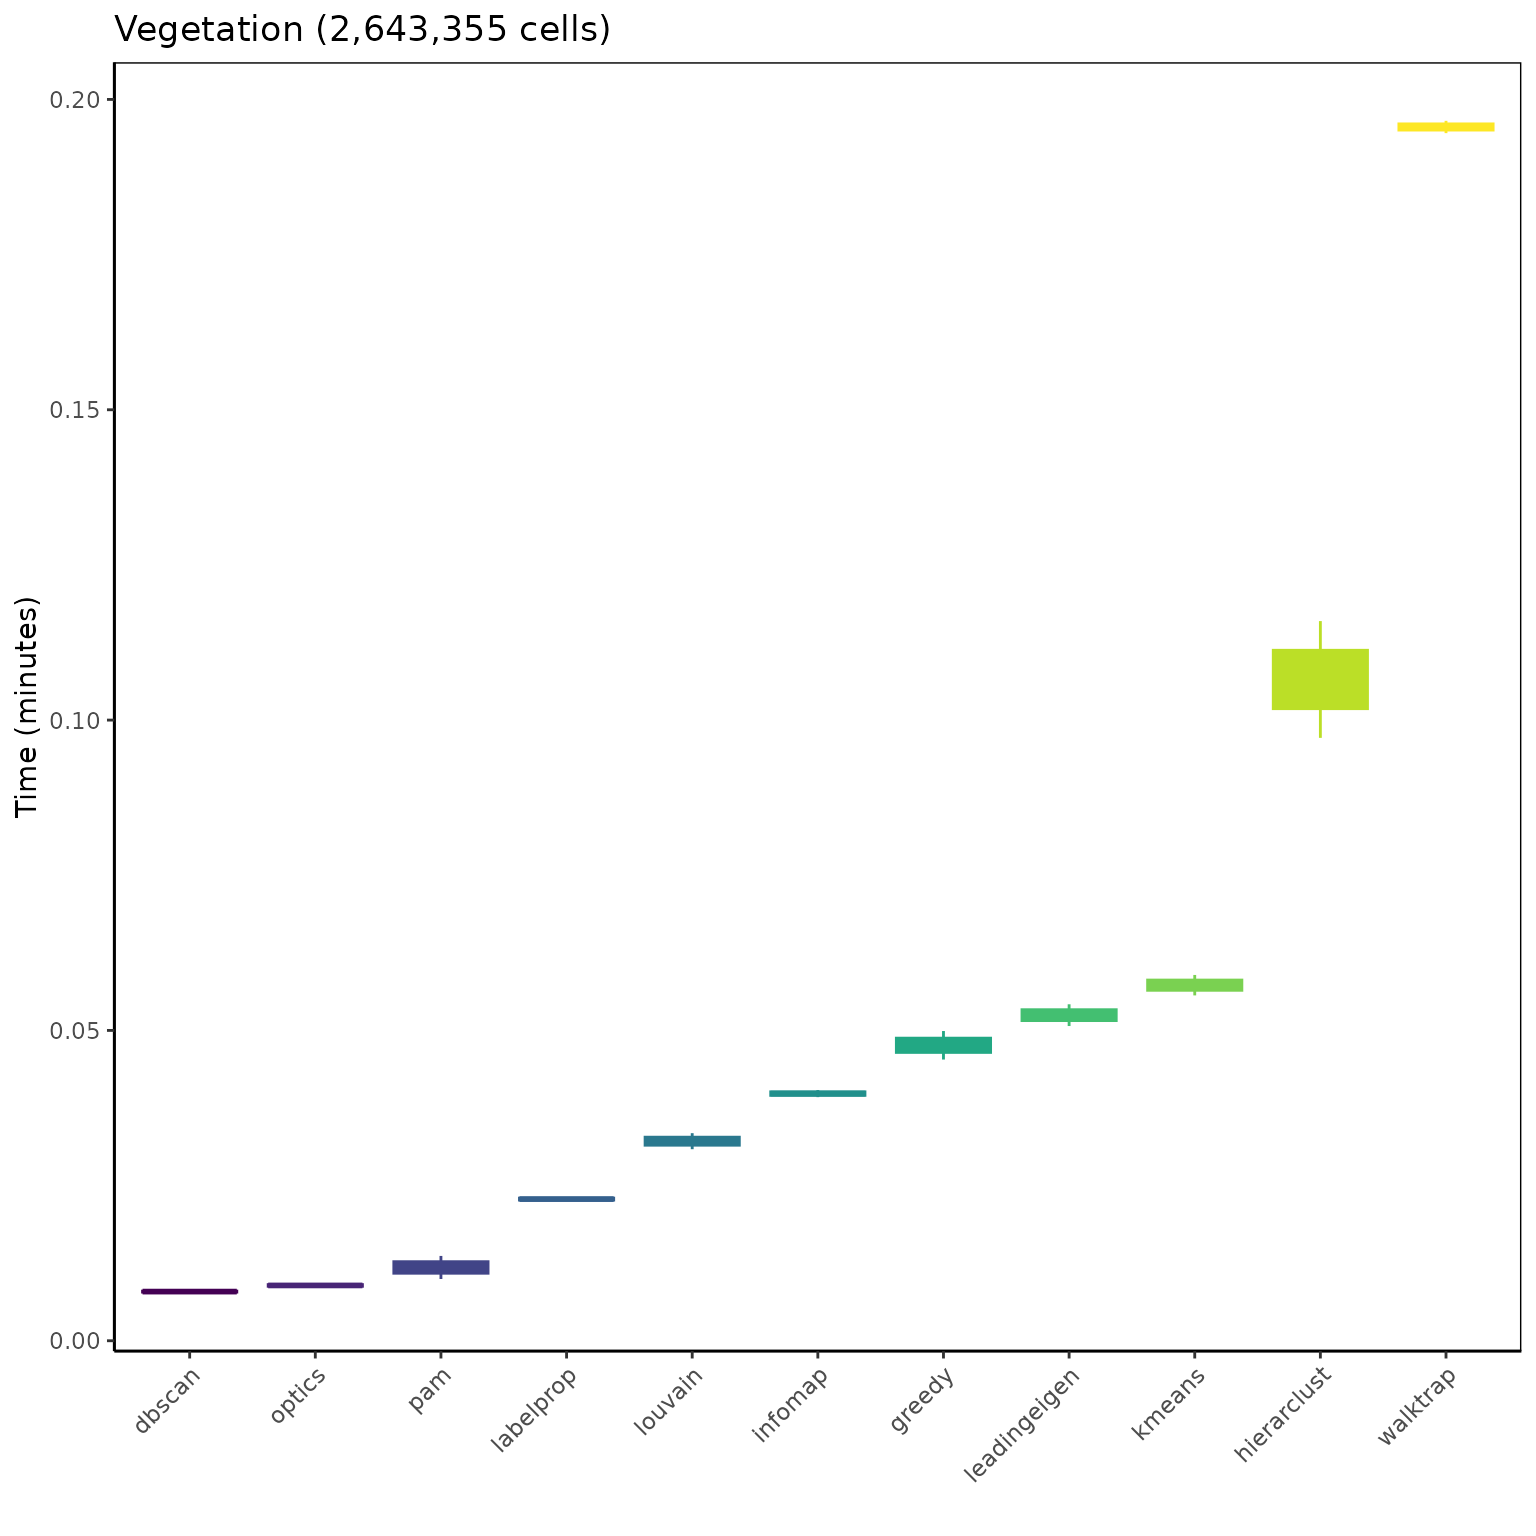 Vegetation (2,643,355 cells)
Time (minutes)
0.20
0.15
0.10
0.05
0.00
dbscan
optics
pam
labelprop
louvain
infomap
greedy
leadingeigen
kmeans
hierarclust
walktrap